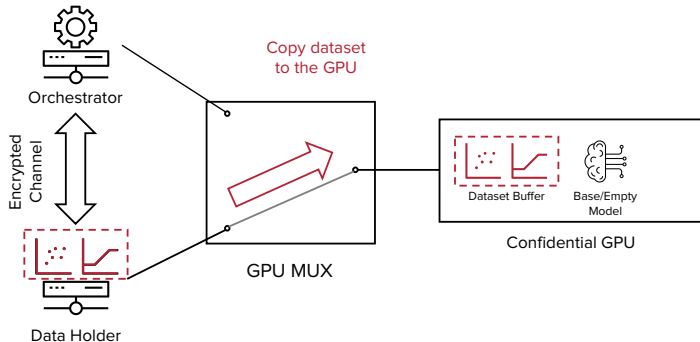 Copy dataset
to the GPU
Orchestrator
Encrypted
Channel
Dataset Buffer
Base/Empty
Model
Confidential GPU
GPU MUX
Data Holder